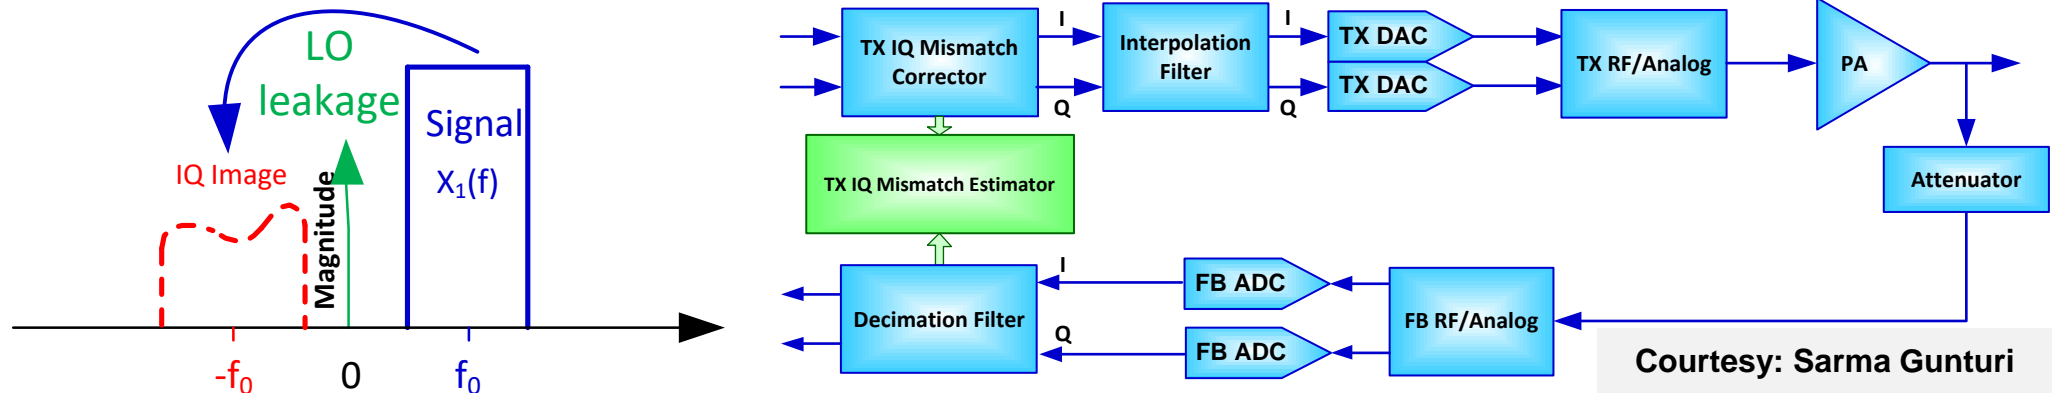 LO
leakage
Signal
X₁(f)
IQ Image
Magnitude
-f₀
0
f₀
TX IQ Mismatch
Corrector
I
Q
Interpolation
Filter
I
Q
TX DAC
TX DAC
TX RF/Analog
PA
Attenuator
TX IQ Mismatch Estimator
Decimation Filter
I
Q
FB ADC
FB ADC
FB RF/Analog
Courtesy: Sarma Gunturi